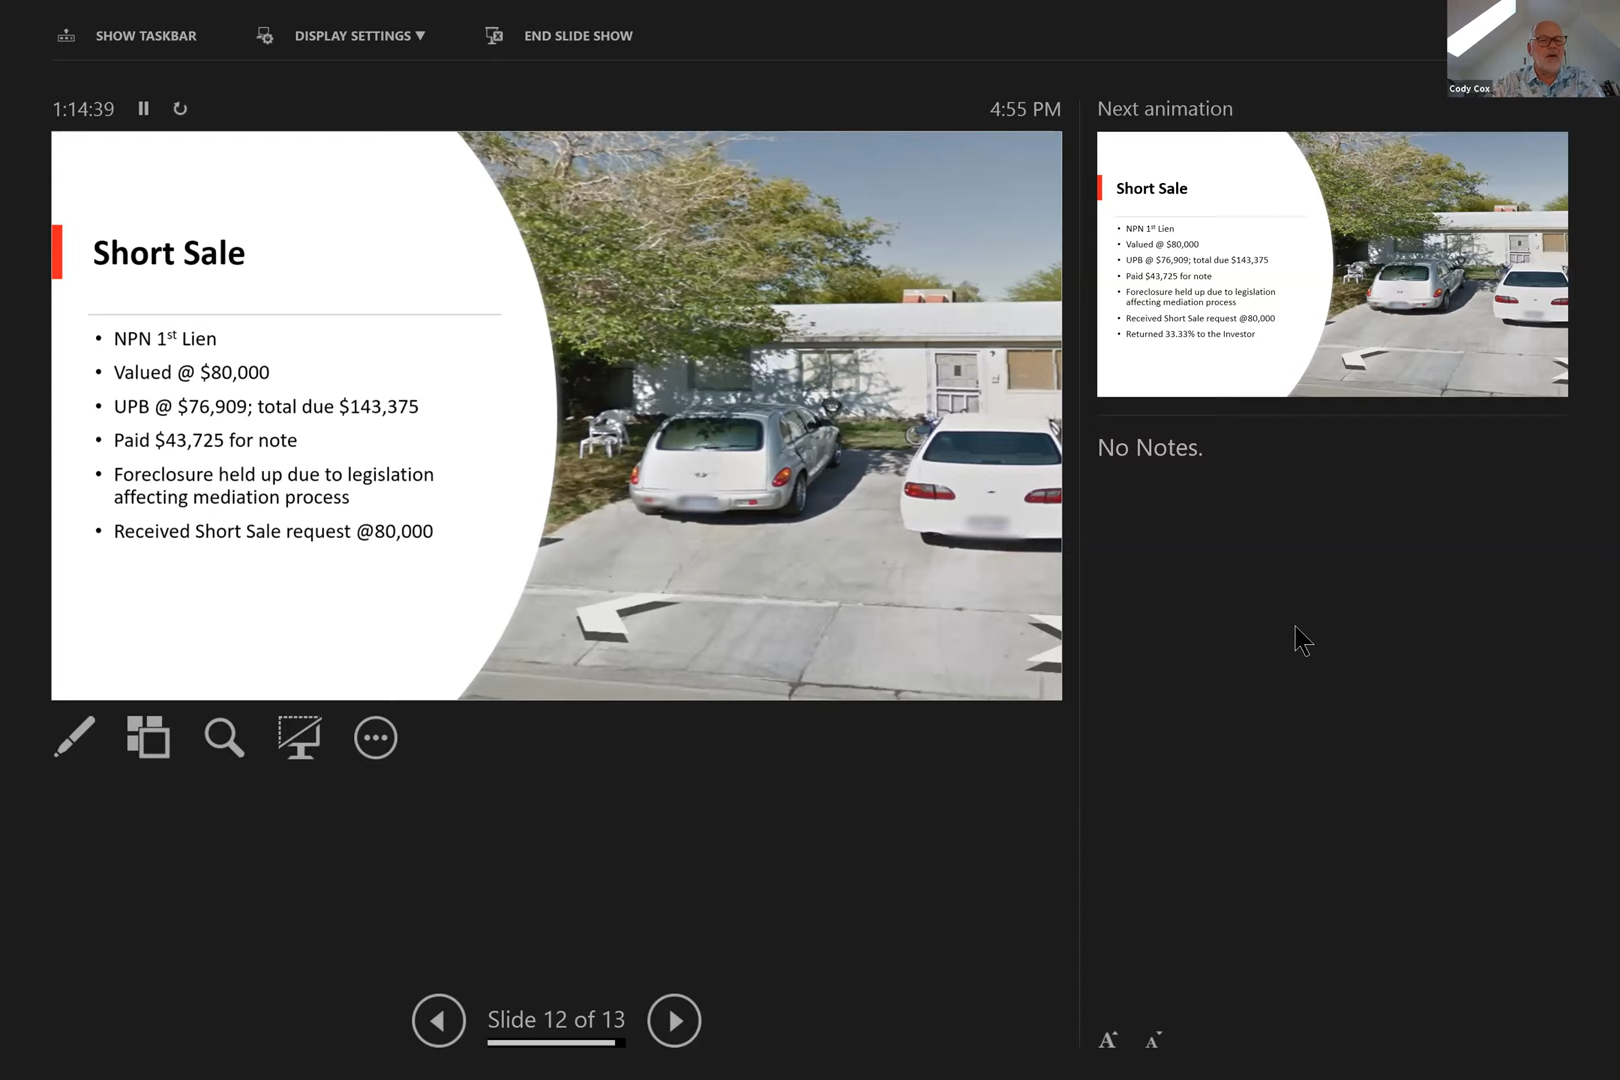 SHOW TASKBAR
DISPLAY SETTINGS ▼
END SLIDE SHOW
Cody Cox
1:14:39
4:55 PM
Next animation
Short Sale
• NPN 1st Lien
• Valued @ $80,000
• UPB @ $76,909; total due $143,375
• Paid $43,725 for note
• Foreclosure held up due to legislation
affecting mediation process
• Received Short Sale request @80,000
Short Sale
• NPN 1st Lien
• Valued @ $80,000
• UPB @ $76,909; total due $143,375
• Paid $43,725 for note
• Foreclosure held up due to legislation
affecting mediation process
• Received Short Sale request @80,000
• Returned 33.33% to the Investor
No Notes.
Slide 12 of 13
A A